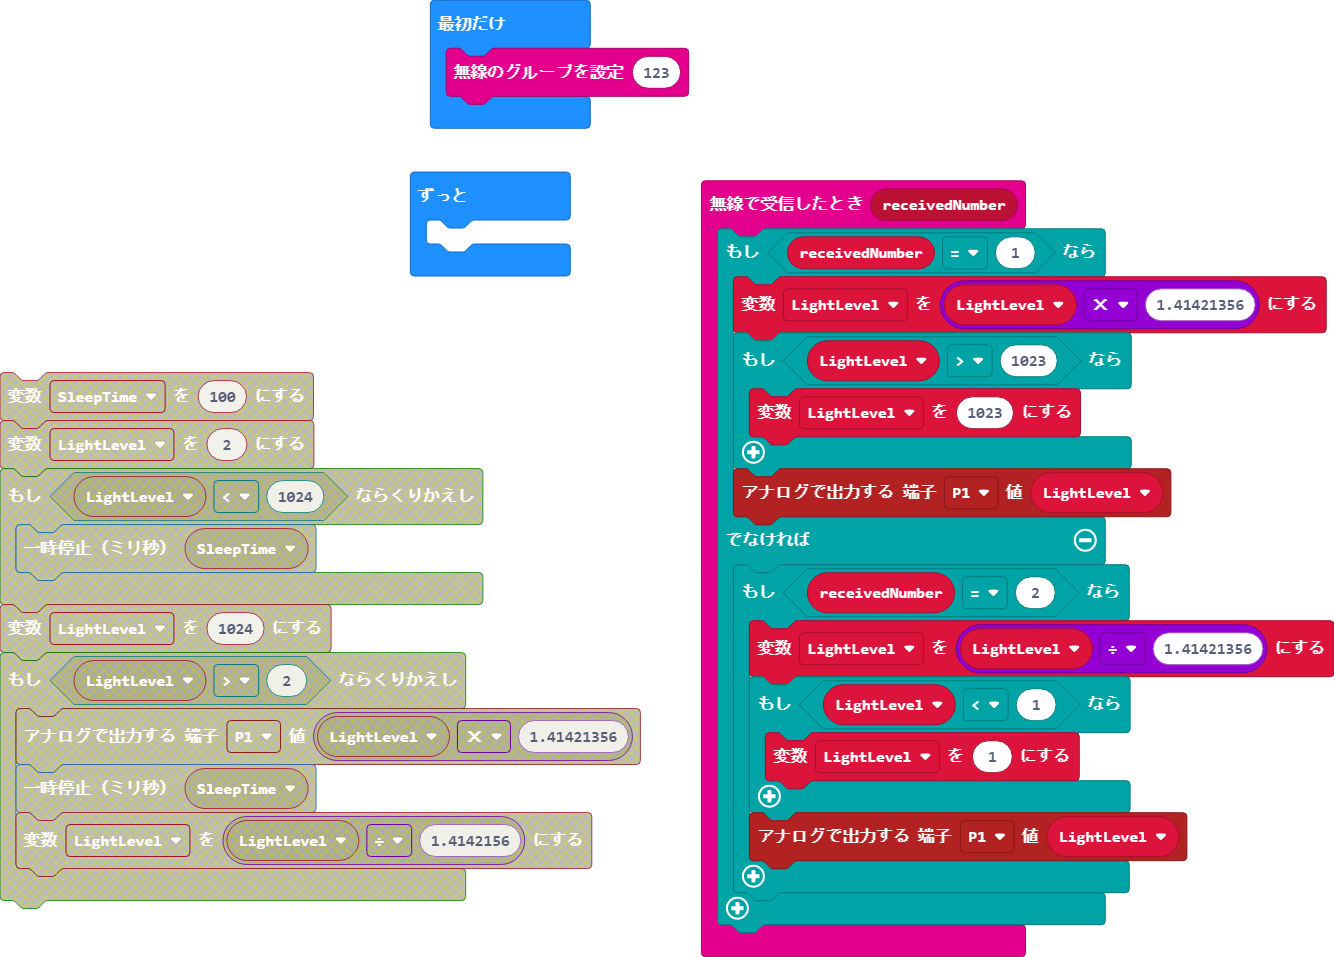 最初だけ
無線のグループを設定 123
ずっと
変数 SleepTime を 100 にする
変数 LightLevel を 2 にする
もし LightLevel < 1024 ならくりかえし
一時停止（ミリ秒） SleepTime
変数 LightLevel を 1024 にする
もし LightLevel > 2 ならくりかえし
アナログで出力する 端子 P1 値 LightLevel × 1.41421356
一時停止（ミリ秒） SleepTime
変数 LightLevel を LightLevel ÷ 1.4142156 にする
無線で受信したとき receivedNumber
もし receivedNumber = 1 なら
変数 LightLevel を LightLevel × 1.41421356 にする
もし LightLevel > 1023 なら
変数 LightLevel を 1023 にする
アナログで出力する 端子 P1 値 LightLevel
でなければ
もし receivedNumber = 2 なら
変数 LightLevel を LightLevel ÷ 1.41421356 にする
もし LightLevel < 1 なら
変数 LightLevel を 1 にする
アナログで出力する 端子 P1 値 LightLevel